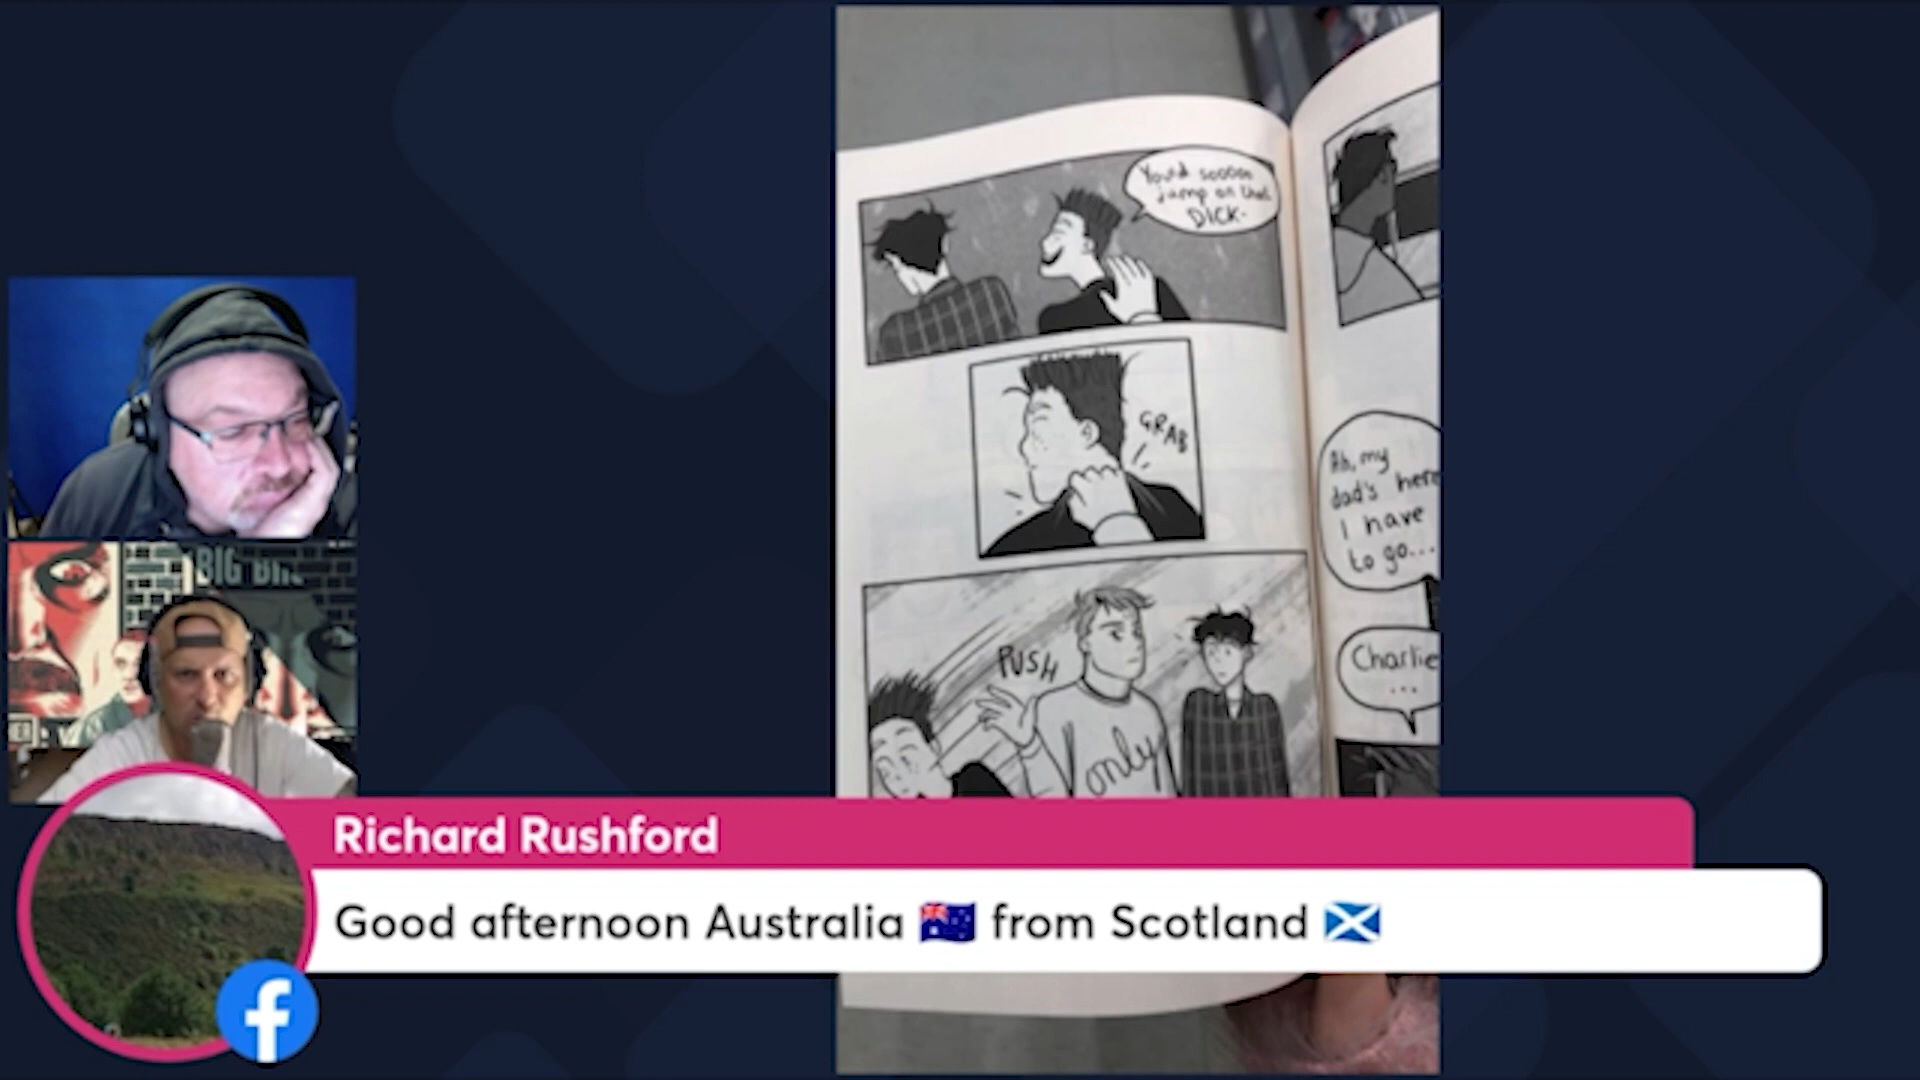 You'd sooooo
jump on that
DICK-
GRAB
PUSH
only
Ah, my
dad's here
I have
to go...
Charlie
...
BIG
Richard Rushford
Good afternoon Australia 🇦🇺 from Scotland 🏴󠁧󠁢󠁳󠁣󠁴󠁿